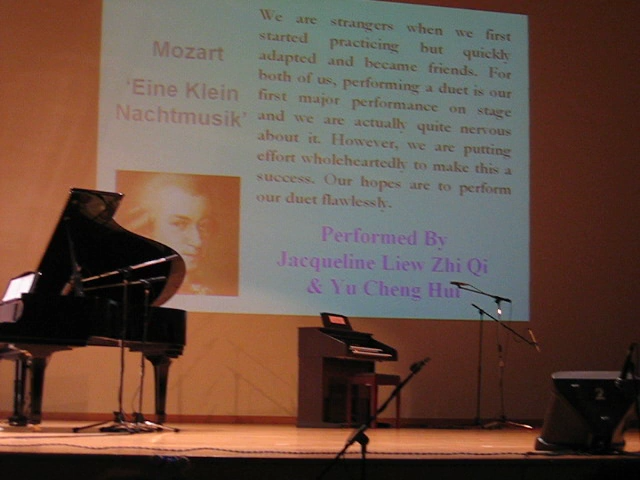 Mozart
'Eine Klein
Nachtmusik'
We are strangers when we first
started practicing but quickly
adapted and became friends. For
both of us, performing a duet is our
first major performance on stage
and we are actually quite nervous
about it. However, we are putting
effort wholeheartedly to make this a
success. Our hopes are to perform
our duet flawlessly.
Performed By
Jacqueline Liew Zhi Qi
& Yu Cheng Hui
2